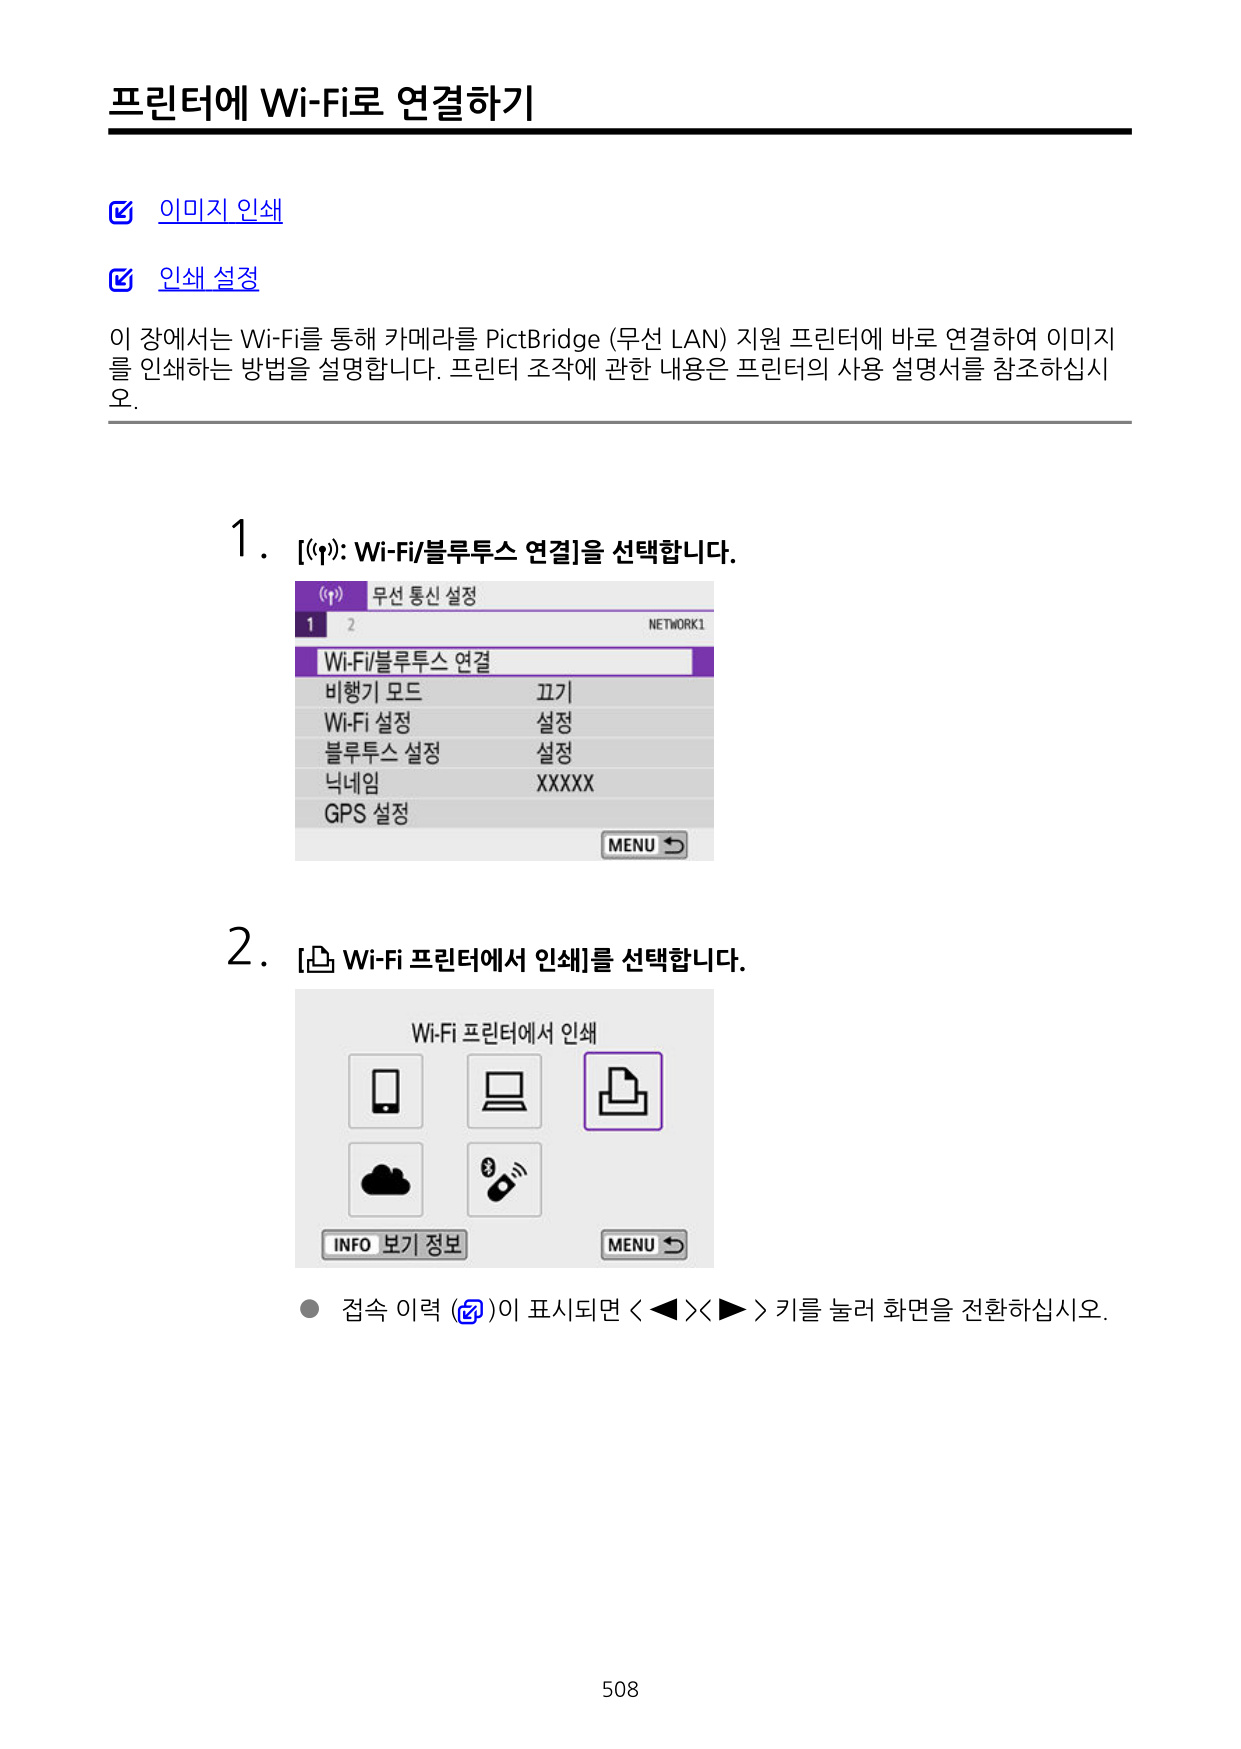 프린터에 Wi-Fi로 연결하기
이미지 인쇄
인쇄 설정
이 장에서는 Wi-Fi를 통해 카메라를 PictBridge (무선 LAN) 지원 프린터에 바로 연결하여 이미지
를 인쇄하는 방법을 설명합니다. 프린터 조작에 관한 내용은 프린터의 사용 설명서를 참조하십시
오.
1. [: Wi-Fi/블루투스 연결]을 선택합니다.
무선 통신 설정
1 2 NETWORK1
Wi-Fi/블루투스 연결
비행기 모드 끄기
Wi-Fi 설정 설정
블루투스 설정 설정
닉네임 XXXXX
GPS 설정
MENU
2. [ Wi-Fi 프린터에서 인쇄]를 선택합니다.
Wi-Fi 프린터에서 인쇄
INFO 보기 정보 MENU
● 접속 이력 ()이 표시되면 < ◀ >< ▶ > 키를 눌러 화면을 전환하십시오.
508